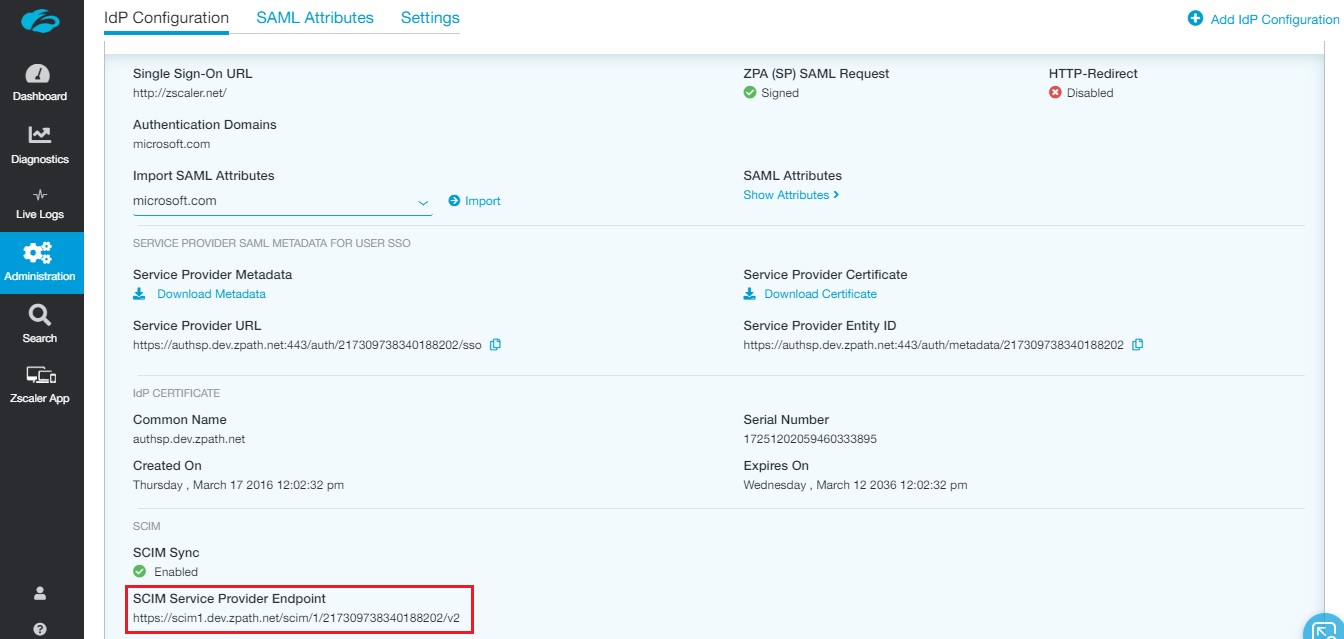 IdP Configuration SAML Attributes Settings
Add IdP Configuration
Dashboard
Diagnostics
Live Logs
Administration
Search
Zscaler App
Single Sign-On URL
http://zscaler.net/
ZPA (SP) SAML Request
Signed
HTTP-Redirect
Disabled
Authentication Domains
microsoft.com
Import SAML Attributes
microsoft.com
Import
SAML Attributes
Show Attributes
SERVICE PROVIDER SAML METADATA FOR USER SSO
Service Provider Metadata
Download Metadata
Service Provider Certificate
Download Certificate
Service Provider URL
https://authsp.dev.zpath.net:443/auth/217309738340188202/sso
Service Provider Entity ID
https://authsp.dev.zpath.net:443/auth/metadata/217309738340188202
IdP CERTIFICATE
Common Name
authsp.dev.zpath.net
Serial Number
17251202059460333895
Created On
Thursday , March 17 2016 12:02:32 pm
Expires On
Wednesday , March 12 2036 12:02:32 pm
SCIM
SCIM Sync
Enabled
SCIM Service Provider Endpoint
https://scim1.dev.zpath.net/scim/1/217309738340188202/v2